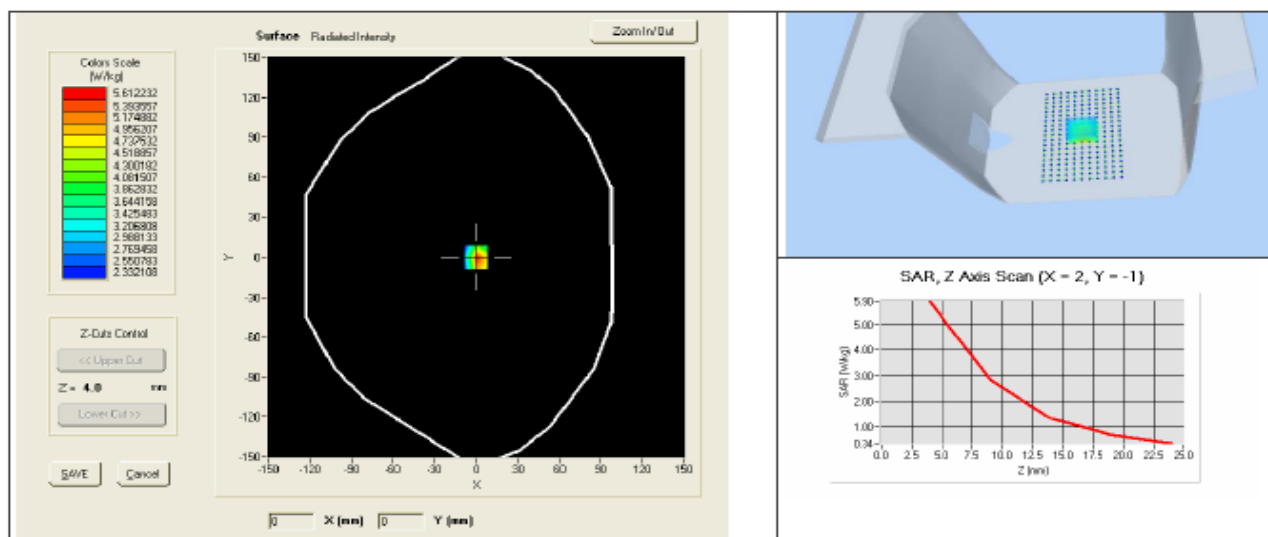 Surface Radiated Intensity
Zoom In/Out
Colors Scale
(W/kg)
5.612232
5.393557
5.174882
4.956207
4.737532
4.518857
4.300182
4.081507
3.862832
3.644158
3.425483
3.206808
2.988133
2.769458
2.550783
2.332108
Z-Cuts Control
<< Upper Cut
Z = 4.0 mm
Lower Cut >>
SAVE Cancel
150
120
90
60
30
0
-30
-60
-90
-120
-150
Y
-150 -120 -90 -60 -30 0 30 60 90 120 150
X
0 X (mm) 0 Y (mm)
SAR, Z Axis Scan (X = 2, Y = -1)
5.90
5.00
4.00
3.00
2.00
1.00
0.34
SAR (W/kg)
0.0 2.5 5.0 7.5 10.0 12.5 15.0 17.5 20.0 22.5 25.0
Z (mm)